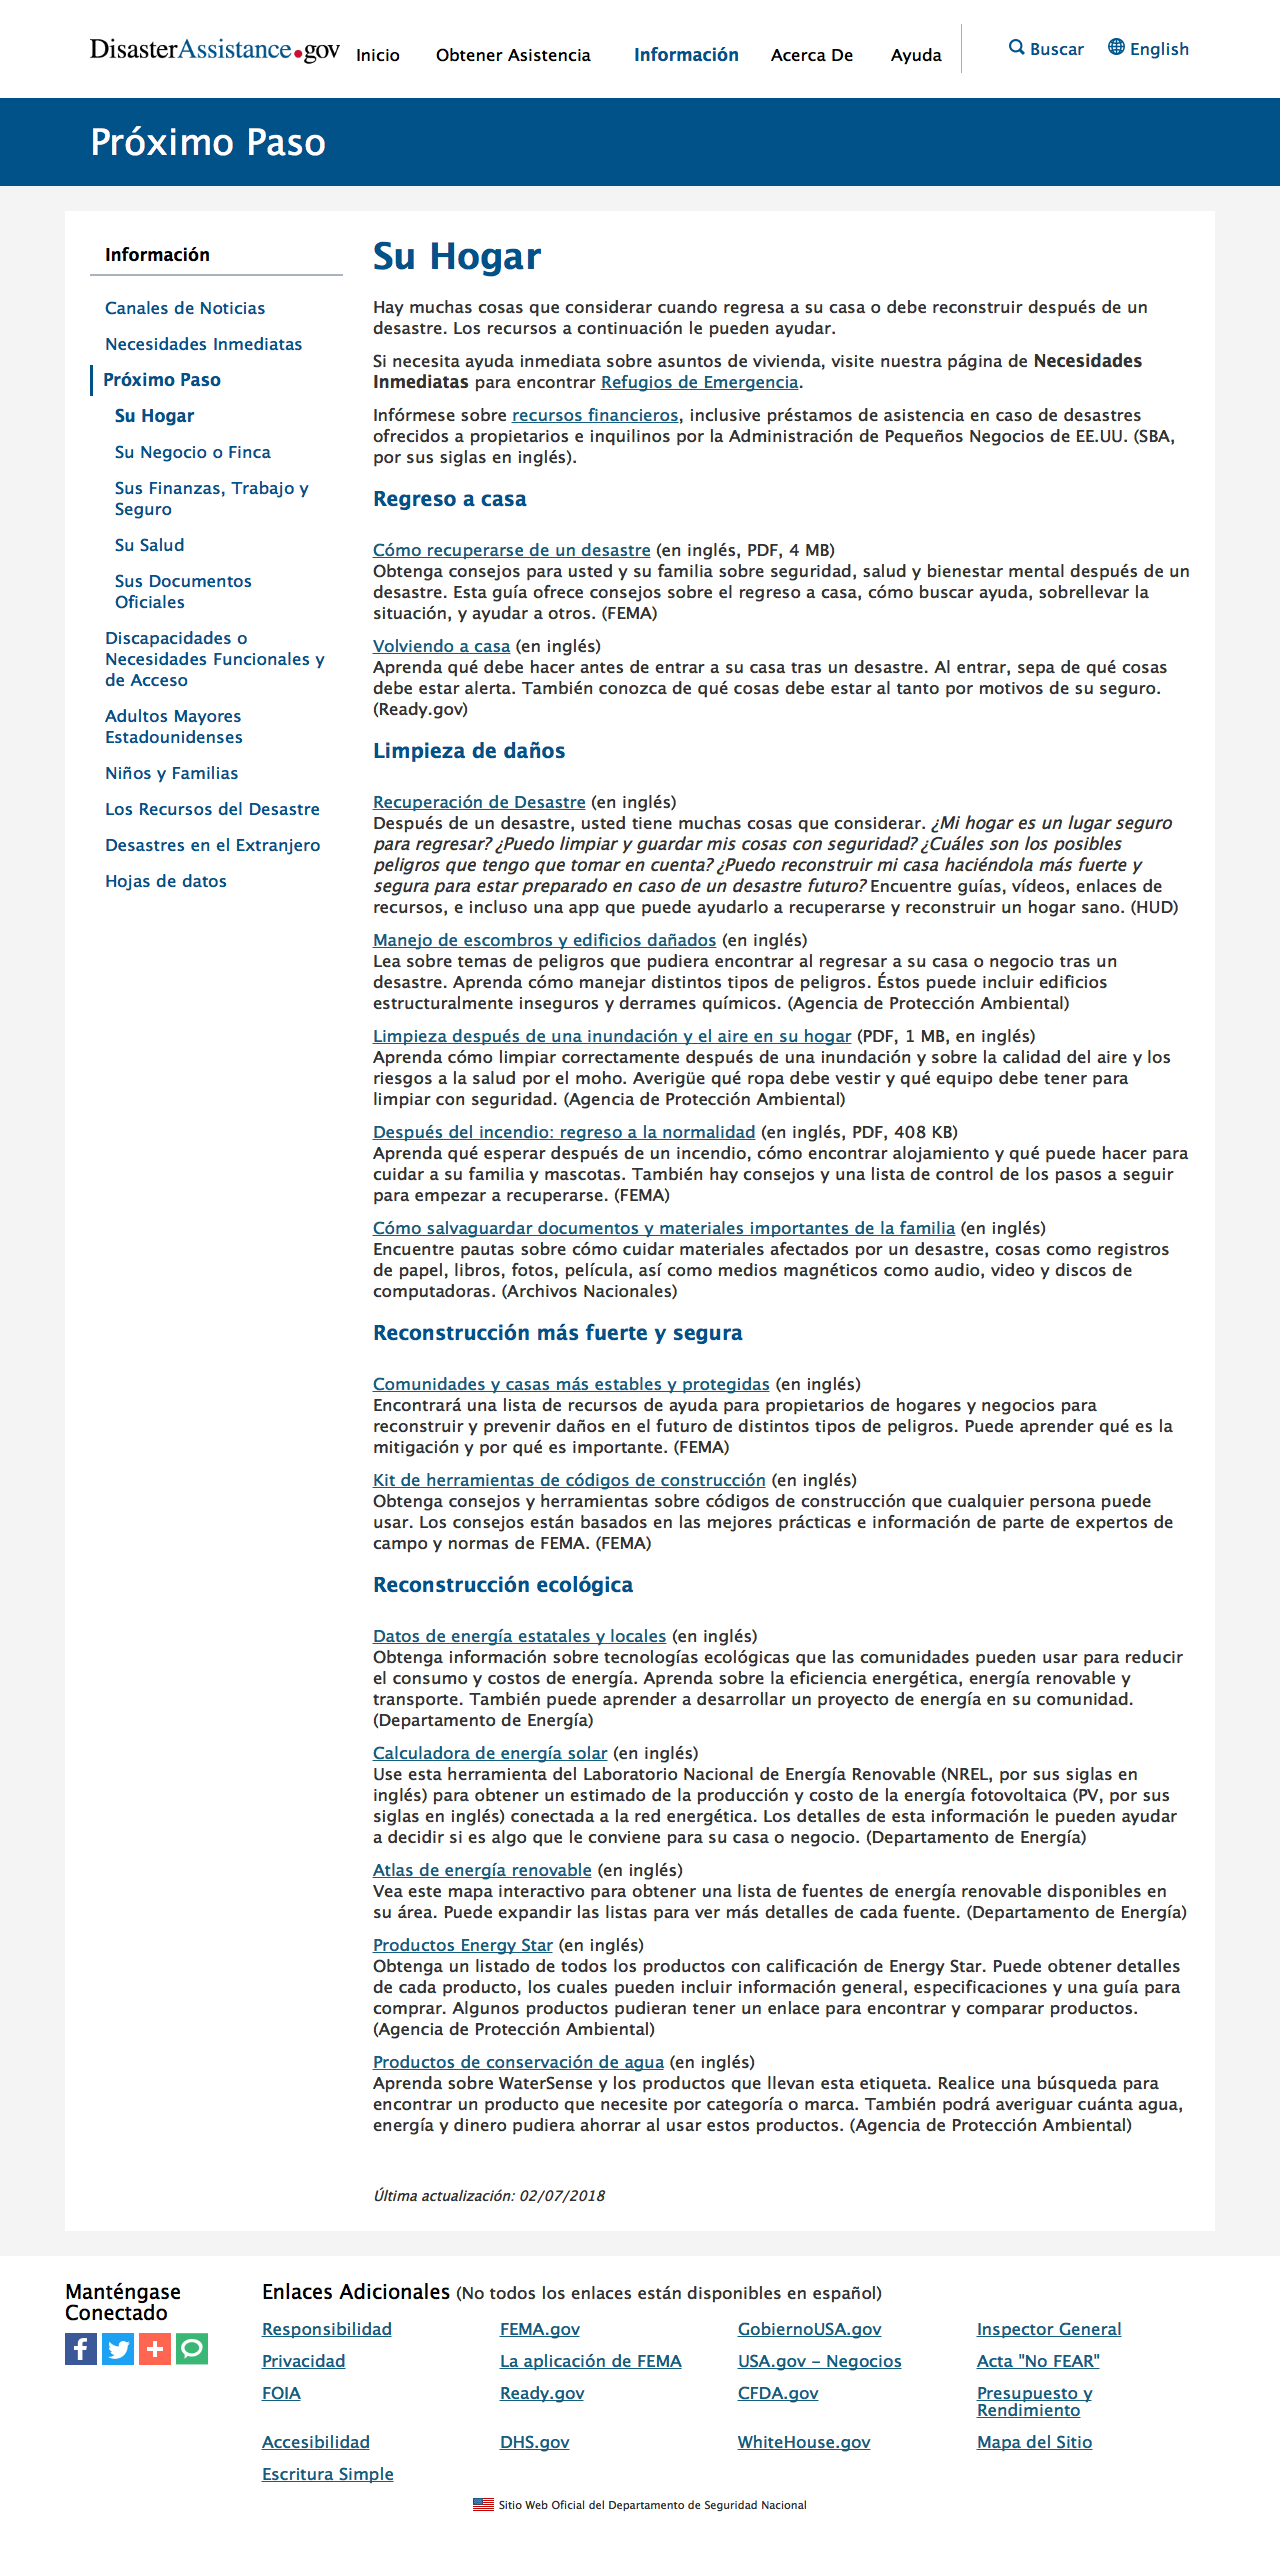 DisasterAssistance.gov
Inicio
Obtener Asistencia
Información
Acerca De
Ayuda
Buscar
English
Próximo Paso
Información
Canales de Noticias
Necesidades Inmediatas
Próximo Paso
Su Hogar
Su Negocio o Finca
Sus Finanzas, Trabajo y
Seguro
Su Salud
Sus Documentos
Oficiales
Discapacidades o
Necesidades Funcionales y
de Acceso
Adultos Mayores
Estadounidenses
Niños y Familias
Los Recursos del Desastre
Desastres en el Extranjero
Hojas de datos
Su Hogar
Hay muchas cosas que considerar cuando regresa a su casa o debe reconstruir después de un
desastre. Los recursos a continuación le pueden ayudar.
Si necesita ayuda inmediata sobre asuntos de vivienda, visite nuestra página de Necesidades
Inmediatas para encontrar Refugios de Emergencia.
Infórmese sobre recursos financieros, inclusive préstamos de asistencia en caso de desastres
ofrecidos a propietarios e inquilinos por la Administración de Pequeños Negocios de EE.UU. (SBA,
por sus siglas en inglés).
Regreso a casa
Cómo recuperarse de un desastre (en inglés, PDF, 4 MB)
Obtenga consejos para usted y su familia sobre seguridad, salud y bienestar mental después de un
desastre. Esta guía ofrece consejos sobre el regreso a casa, cómo buscar ayuda, sobrellevar la
situación, y ayudar a otros. (FEMA)
Volviendo a casa (en inglés)
Aprenda qué debe hacer antes de entrar a su casa tras un desastre. Al entrar, sepa de qué cosas
debe estar alerta. También conozca de qué cosas debe estar al tanto por motivos de su seguro.
(Ready.gov)
Limpieza de daños
Recuperación de Desastre (en inglés)
Después de un desastre, usted tiene muchas cosas que considerar. ¿Mi hogar es un lugar seguro
para regresar? ¿Puedo limpiar y guardar mis cosas con seguridad? ¿Cuáles son los posibles
peligros que tengo que tomar en cuenta? ¿Puedo reconstruir mi casa haciéndola más fuerte y
segura para estar preparado en caso de un desastre futuro? Encuentre guías, vídeos, enlaces de
recursos, e incluso una app que puede ayudarlo a recuperarse y reconstruir un hogar sano. (HUD)
Manejo de escombros y edificios dañados (en inglés)
Lea sobre temas de peligros que pudiera encontrar al regresar a su casa o negocio tras un
desastre. Aprenda cómo manejar distintos tipos de peligros. Éstos puede incluir edificios
estructuralmente inseguros y derrames químicos. (Agencia de Protección Ambiental)
Limpieza después de una inundación y el aire en su hogar (PDF, 1 MB, en inglés)
Aprenda cómo limpiar correctamente después de una inundación y sobre la calidad del aire y los
riesgos a la salud por el moho. Averigüe qué ropa debe vestir y qué equipo debe tener para
limpiar con seguridad. (Agencia de Protección Ambiental)
Después del incendio: regreso a la normalidad (en inglés, PDF, 408 KB)
Aprenda qué esperar después de un incendio, cómo encontrar alojamiento y qué puede hacer para
cuidar a su familia y mascotas. También hay consejos y una lista de control de los pasos a seguir
para empezar a recuperarse. (FEMA)
Cómo salvaguardar documentos y materiales importantes de la familia (en inglés)
Encuentre pautas sobre cómo cuidar materiales afectados por un desastre, cosas como registros
de papel, libros, fotos, película, así como medios magnéticos como audio, video y discos de
computadoras. (Archivos Nacionales)
Reconstrucción más fuerte y segura
Comunidades y casas más estables y protegidas (en inglés)
Encontrará una lista de recursos de ayuda para propietarios de hogares y negocios para
reconstruir y prevenir daños en el futuro de distintos tipos de peligros. Puede aprender qué es la
mitigación y por qué es importante. (FEMA)
Kit de herramientas de códigos de construcción (en inglés)
Obtenga consejos y herramientas sobre códigos de construcción que cualquier persona puede
usar. Los consejos están basados en las mejores prácticas e información de parte de expertos de
campo y normas de FEMA. (FEMA)
Reconstrucción ecológica
Datos de energía estatales y locales (en inglés)
Obtenga información sobre tecnologías ecológicas que las comunidades pueden usar para reducir
el consumo y costos de energía. Aprenda sobre la eficiencia energética, energía renovable y
transporte. También puede aprender a desarrollar un proyecto de energía en su comunidad.
(Departamento de Energía)
Calculadora de energía solar (en inglés)
Use esta herramienta del Laboratorio Nacional de Energía Renovable (NREL, por sus siglas en
inglés) para obtener un estimado de la producción y costo de la energía fotovoltaica (PV, por sus
siglas en inglés) conectada a la red energética. Los detalles de esta información le pueden ayudar
a decidir si es algo que le conviene para su casa o negocio. (Departamento de Energía)
Atlas de energía renovable (en inglés)
Vea este mapa interactivo para obtener una lista de fuentes de energía renovable disponibles en
su área. Puede expandir las listas para ver más detalles de cada fuente. (Departamento de Energía)
Productos Energy Star (en inglés)
Obtenga un listado de todos los productos con calificación de Energy Star. Puede obtener detalles
de cada producto, los cuales pueden incluir información general, especificaciones y una guía para
comprar. Algunos productos pudieran tener un enlace para encontrar y comparar productos.
(Agencia de Protección Ambiental)
Productos de conservación de agua (en inglés)
Aprenda sobre WaterSense y los productos que llevan esta etiqueta. Realice una búsqueda para
encontrar un producto que necesite por categoría o marca. También podrá averiguar cuánta agua,
energía y dinero pudiera ahorrar al usar estos productos. (Agencia de Protección Ambiental)
Última actualización: 02/07/2018
Manténgase
Conectado
Enlaces Adicionales (No todos los enlaces están disponibles en español)
Responsibilidad
FEMA.gov
GobiernoUSA.gov
Inspector General
Privacidad
La aplicación de FEMA
USA.gov – Negocios
Acta "No FEAR"
FOIA
Ready.gov
CFDA.gov
Presupuesto y
Rendimiento
Accesibilidad
DHS.gov
WhiteHouse.gov
Mapa del Sitio
Escritura Simple
Sitio Web Oficial del Departamento de Seguridad Nacional